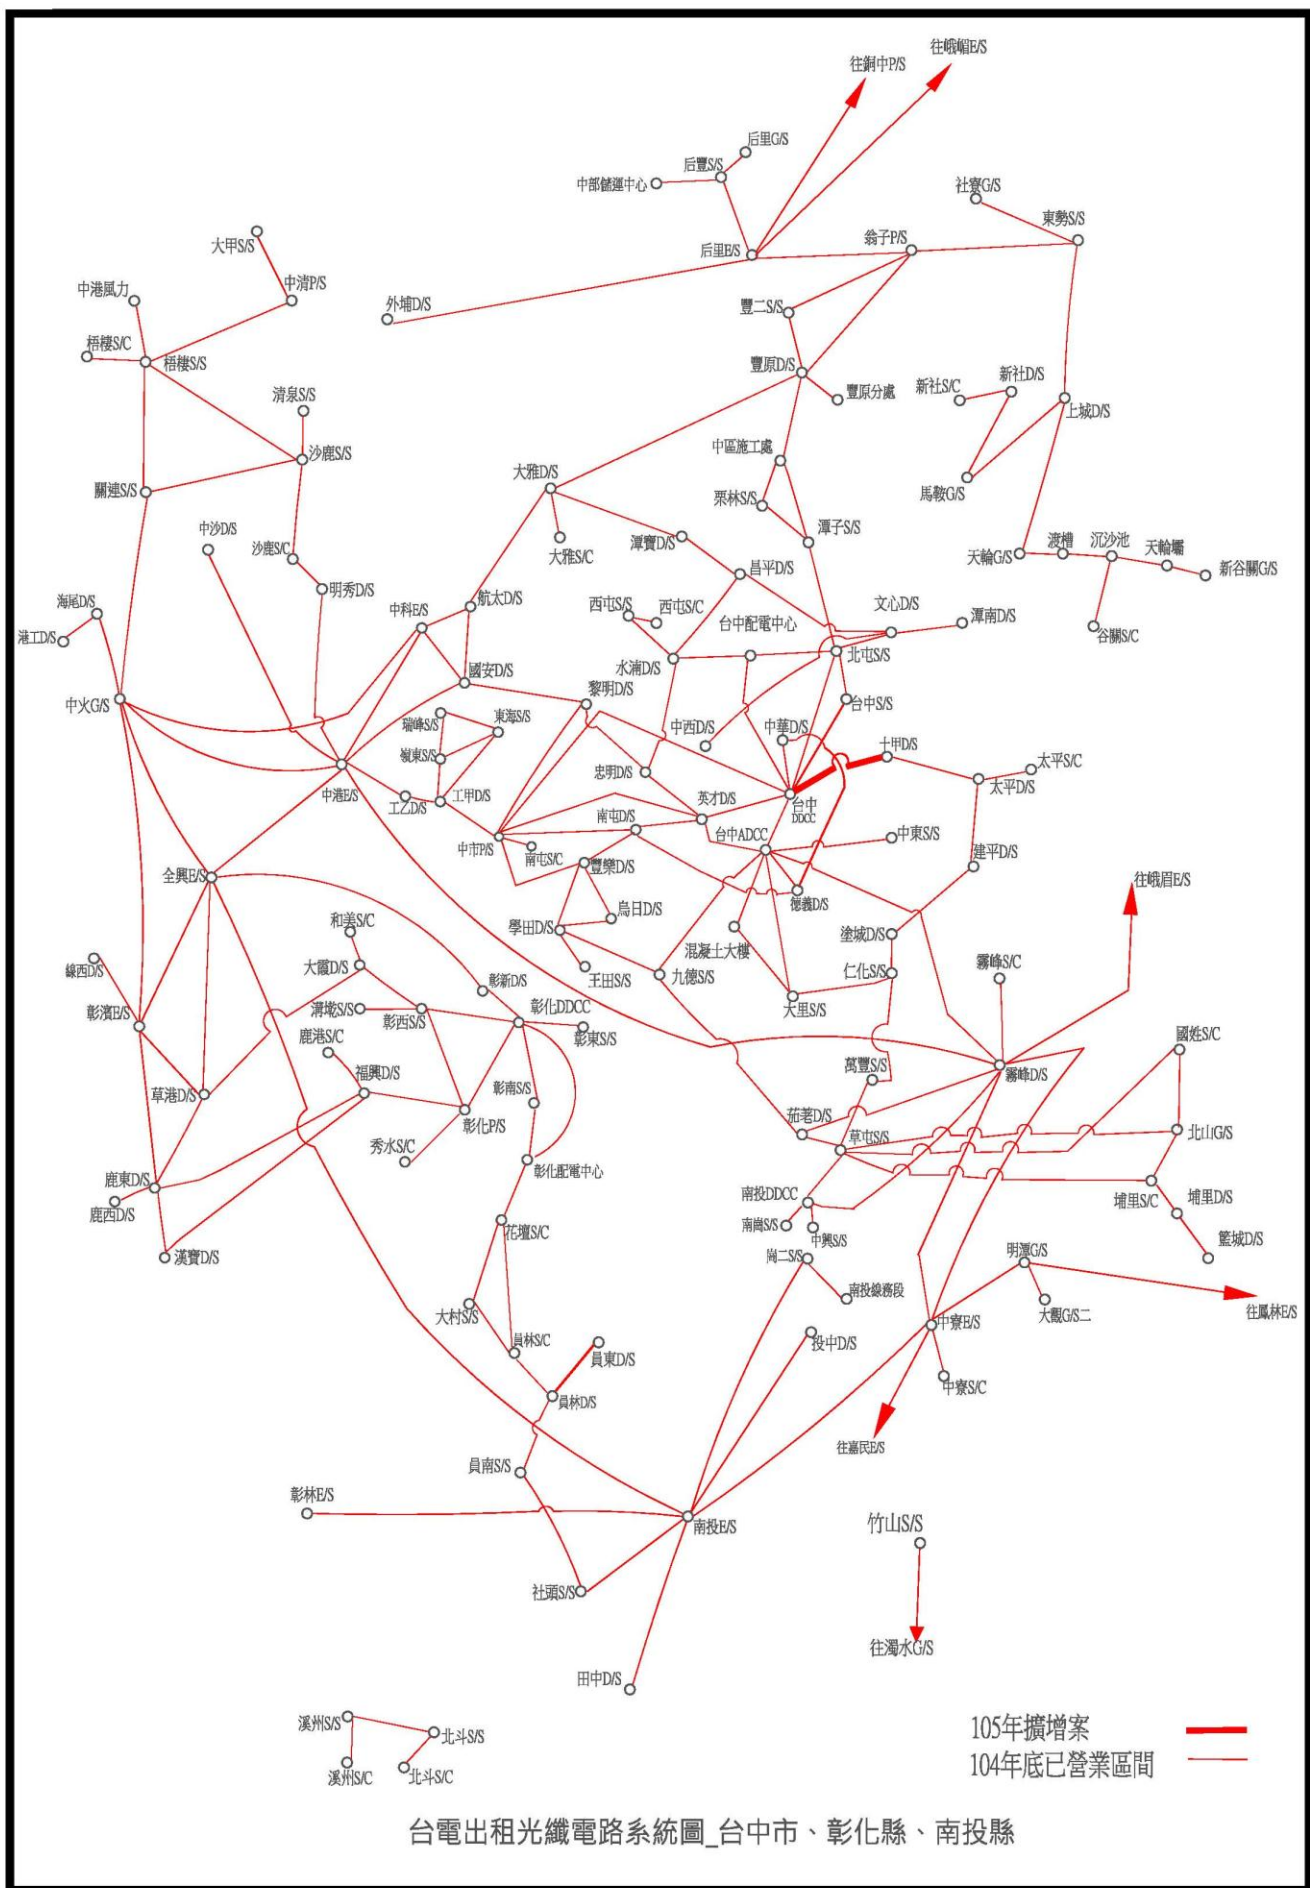 往峨嵋E/S
往銅中P/S
后里G/S
后豐S/S
中部儲運中心
社寮G/S
東勢S/S
大甲S/S
翁子P/S
后里E/S
中港風力
中清P/S
外埔D/S
豐二S/S
梧棲S/C
梧棲S/S
豐原D/S
清泉S/S
豐原分處
新社S/C
新社D/S
上城D/S
沙鹿S/S
中區施工處
大雅D/S
關連S/S
馬鞍G/S
栗林S/S
中沙D/S
潭寶D/S
潭子S/S
沙鹿S/C
大雅S/C
天輪G/S
渡槽
沉沙池
天輪壩
新谷關G/S
昌平D/S
明秀D/S
海尾D/S
中科E/S
航太D/S
西屯S/S
西屯S/C
文心D/S
潭南D/S
港工D/S
台中配電中心
谷關S/C
北屯S/S
國安D/S
水湳D/S
黎明D/S
中火G/S
台中S/S
瑞峰S/S
東海S/S
中西D/S
中華D/S
十甲D/S
嶺東S/S
太平S/C
忠明D/S
太平D/S
中港E/S
工乙D/S
工甲D/S
英才D/S
台中
DDCC
南屯D/S
台中ADCC
中東S/S
中市P/S
南屯S/C
建平D/S
豐樂D/S
全興E/S
往峨眉E/S
德義D/S
烏日D/S
和美S/C
學田D/S
塗城D/S
混凝土大樓
線西D/S
大霞D/S
王田S/S
九德S/S
仁化S/S
霧峰S/C
彰新D/S
彰濱E/S
溝墘S/S
彰西S/S
彰化DDCC
大里S/S
鹿港S/C
彰東S/S
國姓S/C
福興D/S
萬豐S/S
霧峰D/S
草港D/S
彰南S/S
彰化P/S
茄荖D/S
草屯S/S
北山G/S
秀水S/C
彰化配電中心
鹿東D/S
南投DDCC
埔里S/C
埔里D/S
鹿西D/S
南崗S/S
中興S/S
花壇S/C
籃城D/S
漢寶D/S
崗二S/S
明潭G/S
南投線務段
大觀G/S二
往鳳林E/S
大村S/S
中寮E/S
投中D/S
員林S/C
員東D/S
中寮S/C
員林D/S
往嘉民E/S
員南S/S
彰林E/S
南投E/S
竹山S/S
社頭S/S
往濁水G/S
田中D/S
溪州S/S
北斗S/S
溪州S/C
北斗S/C
105年擴增案
104年底已營業區間
台電出租光纖電路系統圖_台中市、彰化縣、南投縣